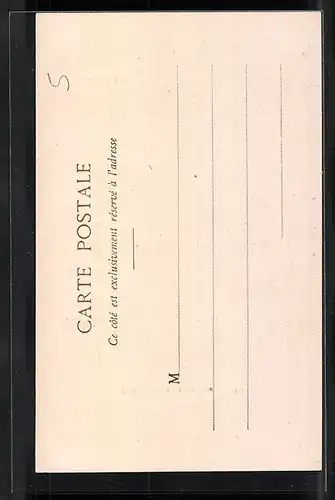 CARTE POSTALE
Ce côté est exclusivement réservé à l'adresse
M
5